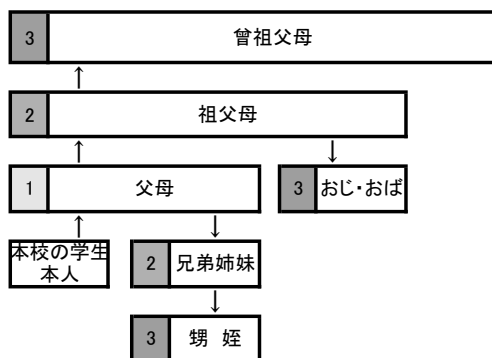 3 曾祖父母
↑
2 祖父母
↑ ↓
1 父母
3 おじ・おば
↑ ↓
本校の学生
本人
2 兄弟姉妹
↓
3 甥 姪